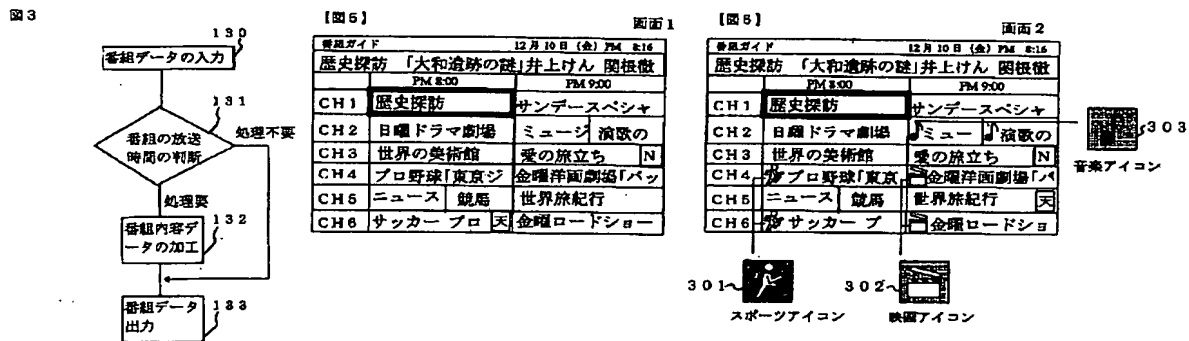 図3
130
番組データの入力
131
番組の放送
時間の判断
処理不要
処理要
132
番組内容デ
ータの加工
番組データ
出力
133
【図5】
画面1
番組ガイド 12月10日(金) PM 8:16
歴史探訪 「大和遺跡の謎」井上けん 関根徹
PM 8:00 PM 9:00
CH1 歴史探訪 サンデースペシャ
CH2 日曜ドラマ劇場 ミュージ 演歌の
CH3 世界の美術館 愛の旅立ち N
CH4 プロ野球「東京ジ 金曜洋画劇場「バッ
CH5 ニュース 競馬 世界旅紀行
CH6 サッカー プロ 天 金曜ロードショー
【図6】
画面2
番組ガイド 12月10日(金) PM 8:16
歴史探訪 「大和遺跡の謎」井上けん 関根徹
PM 8:00 PM 9:00
CH1 歴史探訪 サンデースペシャ
CH2 日曜ドラマ劇場 ミュー 演歌の
CH3 世界の美術館 愛の旅立ち N
CH4 プロ野球「東京 金曜洋画劇場「バ
CH5 ニュース 競馬 世界旅紀行 天
CH6 サッカー プ 金曜ロードショ
303
音楽アイコン
301
スポーツアイコン
302
映画アイコン